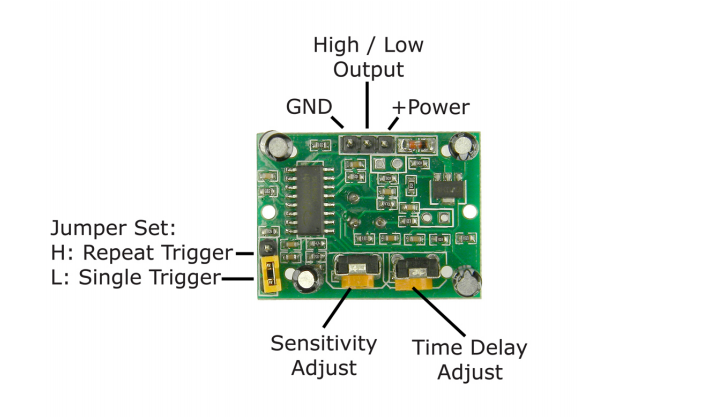 High / Low
Output
GND
+Power
Jumper Set:
H: Repeat Trigger
L: Single Trigger
Sensitivity
Adjust
Time Delay
Adjust